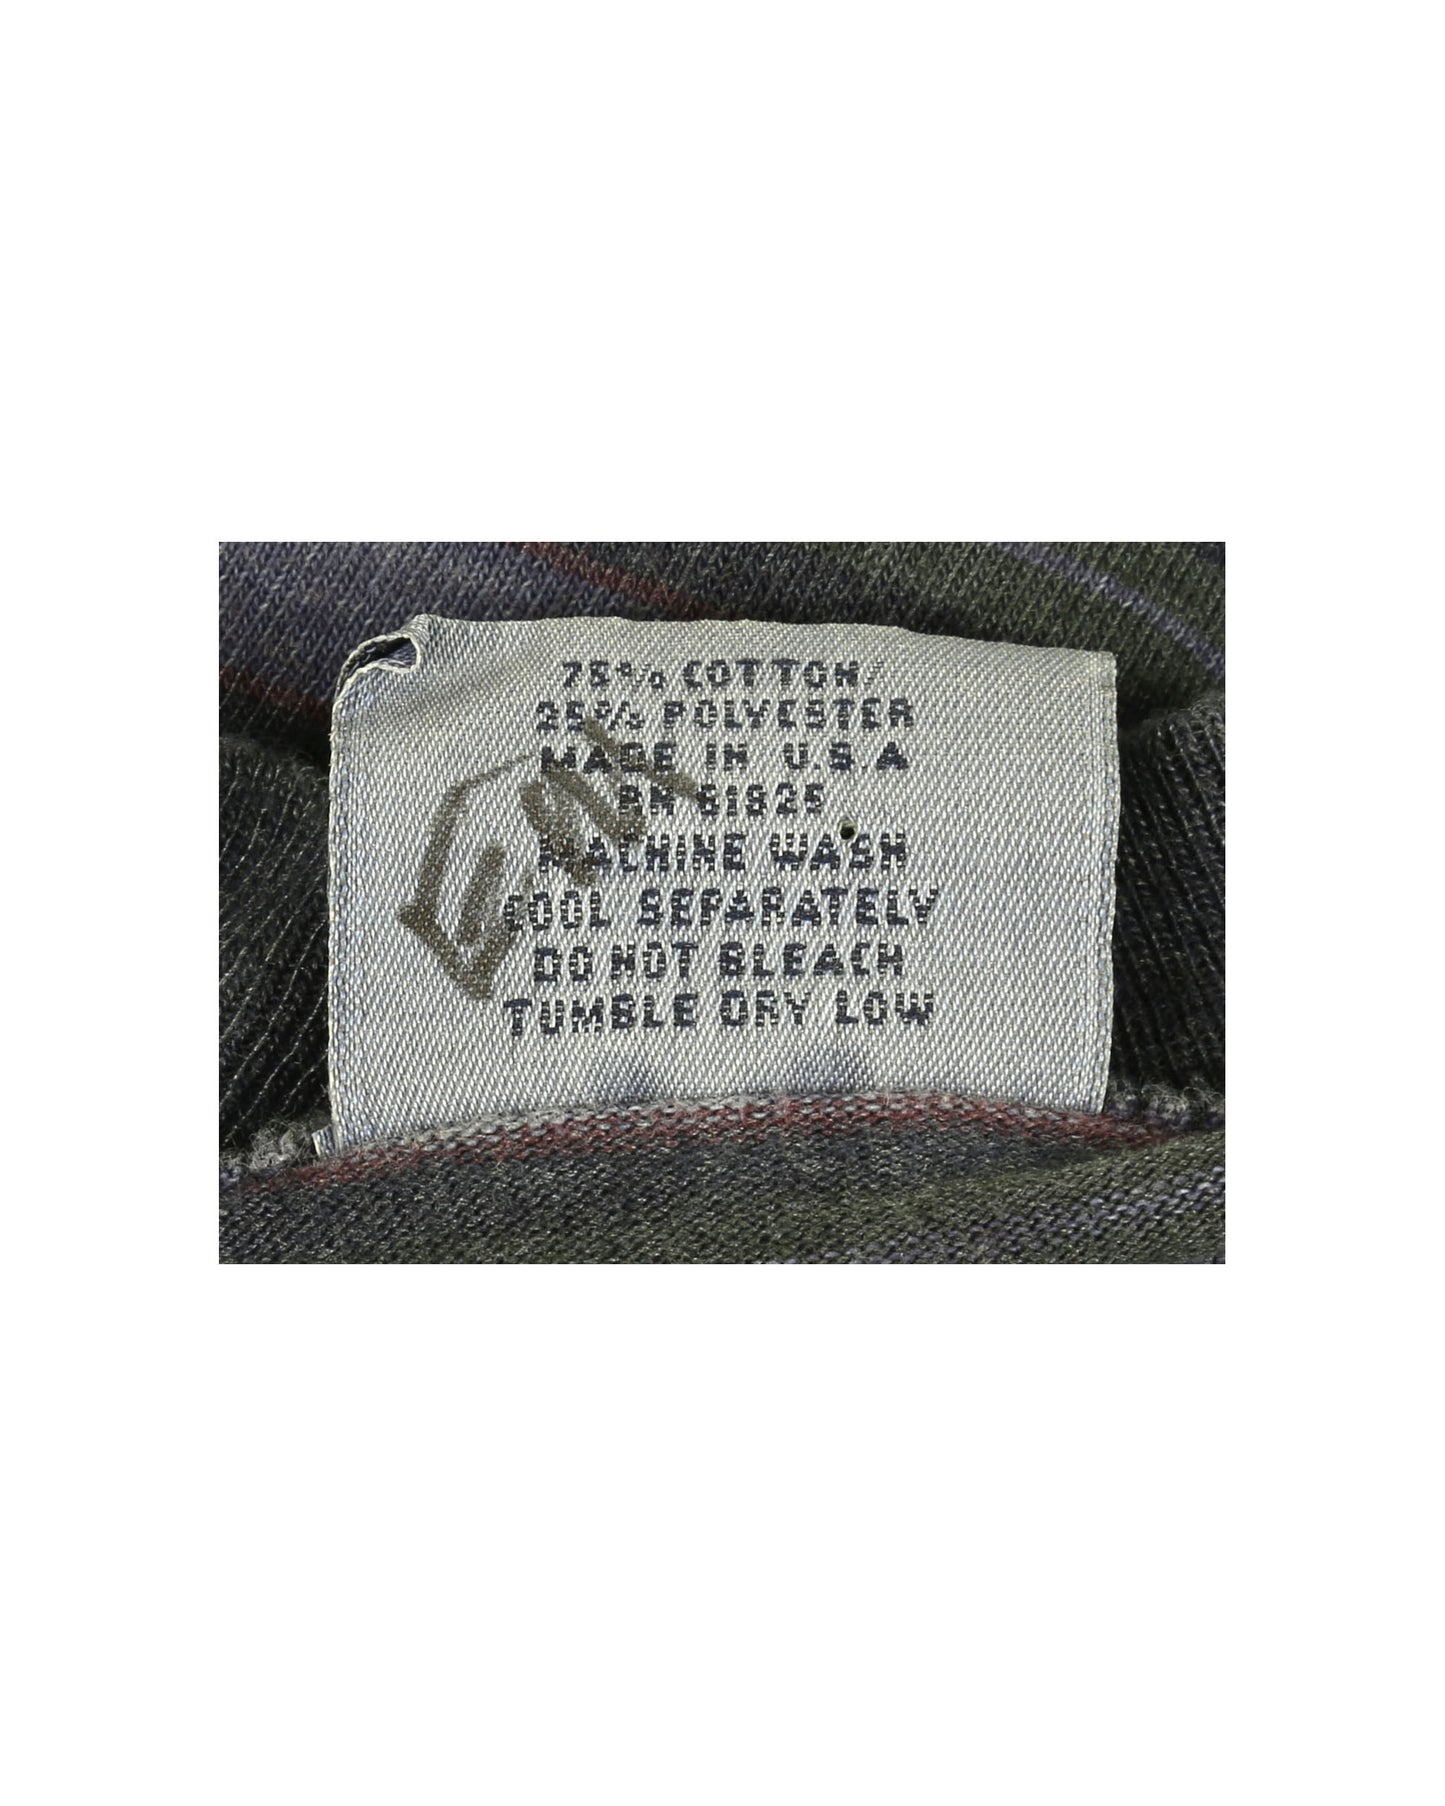 75% COTTON/
25% POLYESTER
MADE IN U.S.A
RN 61925
MACHINE WASH
COOL SEPARATELY
DO NOT BLEACH
TUMBLE DRY LOW